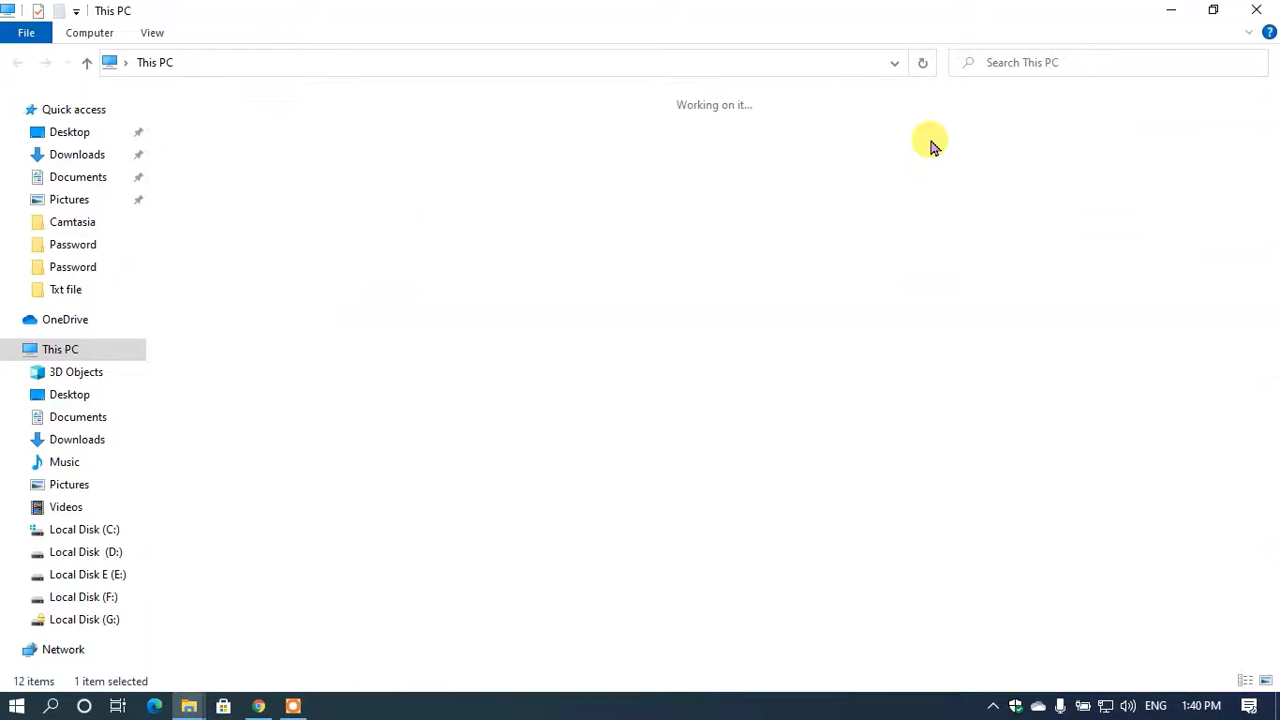 This PC
File Computer View
This PC
Search This PC
Working on it...
Quick access
Desktop
Downloads
Documents
Pictures
Camtasia
Password
Password
Txt file
OneDrive
This PC
3D Objects
Desktop
Documents
Downloads
Music
Pictures
Videos
Local Disk (C:)
Local Disk (D:)
Local Disk E (E:)
Local Disk (F:)
Local Disk (G:)
Network
12 items 1 item selected
ENG 1:40 PM